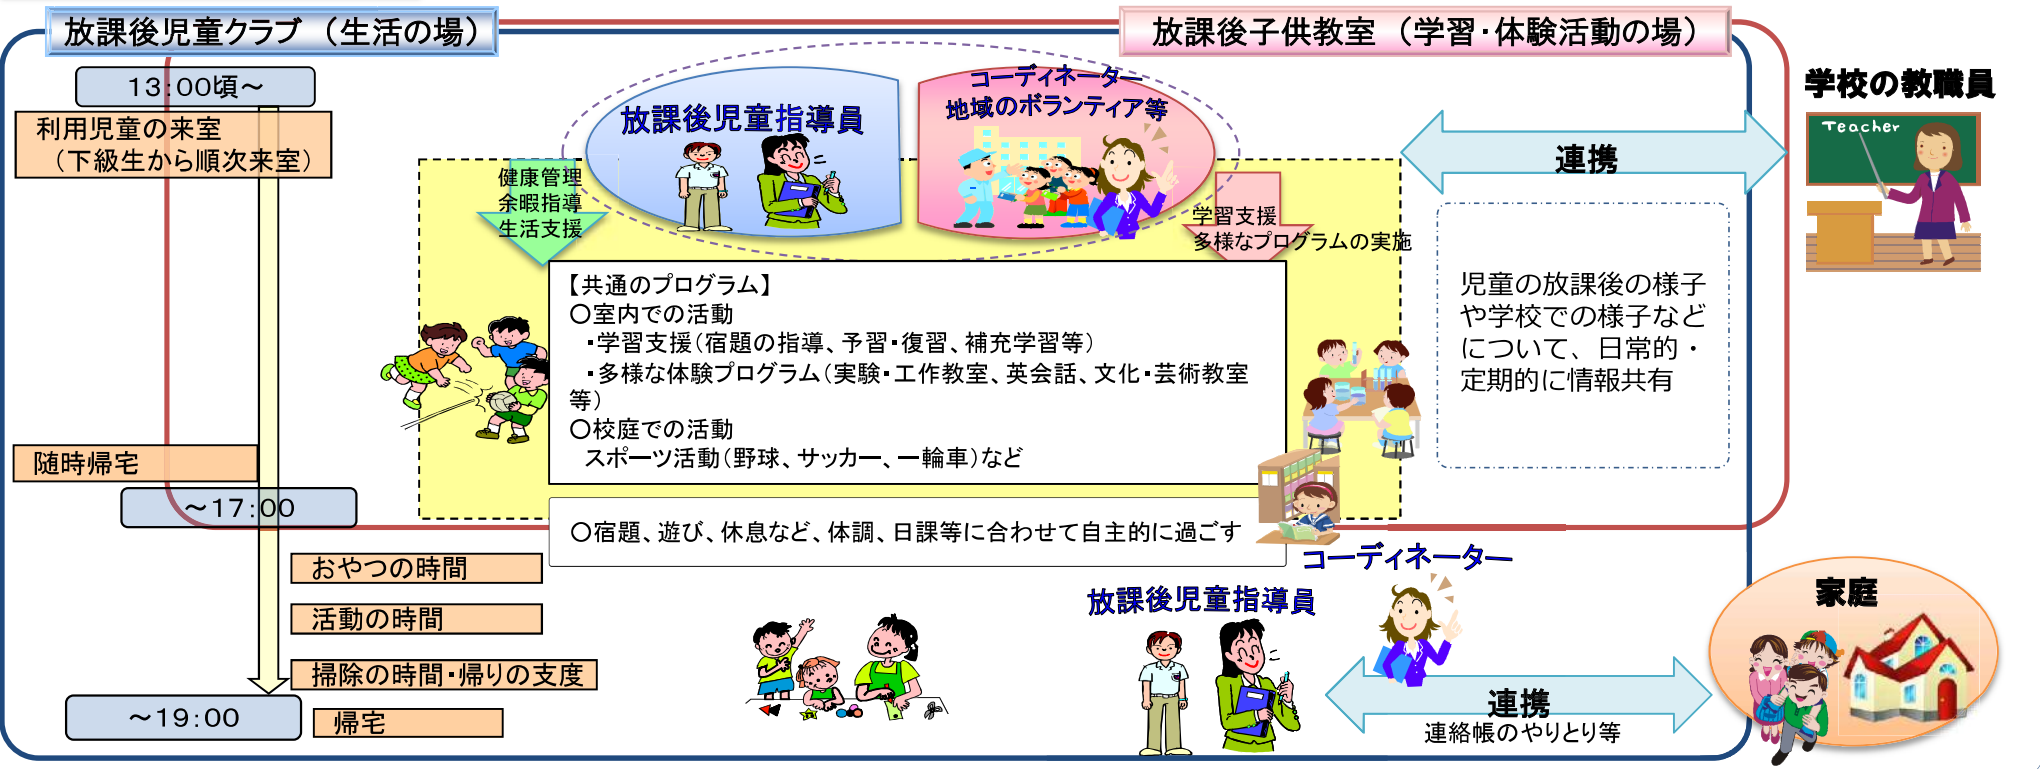 放課後児童クラブ （生活の場）
放課後子供教室 （学習・体験活動の場）
13:00頃～
利用児童の来室
（下級生から順次来室）
放課後児童指導員
コーディネーター
地域のボランティア等
学校の教職員
Teacher
連携
健康管理
余暇指導
生活支援
学習支援
多様なプログラムの実施
【共通のプログラム】
○室内での活動
・学習支援（宿題の指導、予習・復習、補充学習等）
・多様な体験プログラム（実験・工作教室、英会話、文化・芸術教室
等）
○校庭での活動
スポーツ活動（野球、サッカー、一輪車）など
児童の放課後の様子
や学校での様子など
について、日常的・
定期的に情報共有
随時帰宅
～17:00
○宿題、遊び、休息など、体調、日課等に合わせて自主的に過ごす
おやつの時間
活動の時間
掃除の時間・帰りの支度
～19:00
帰宅
コーディネーター
放課後児童指導員
連携
連絡帳のやりとり等
家庭